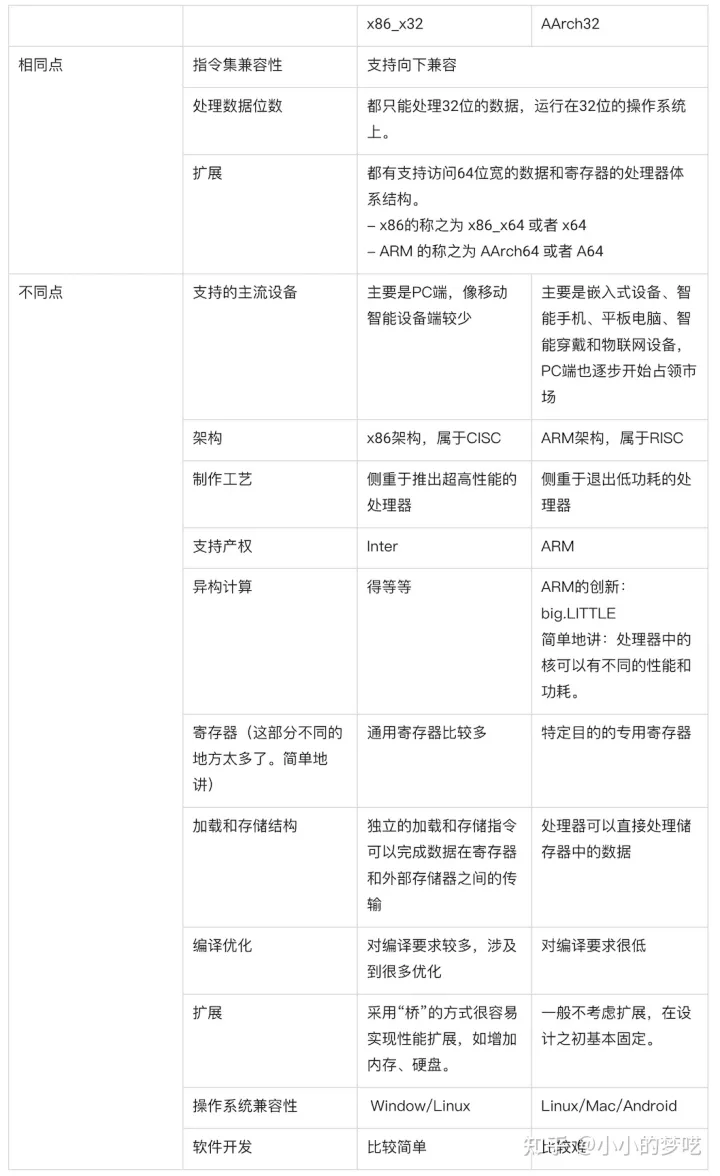 x86_x32 AArch32
相同点 指令集兼容性 支持向下兼容
处理数据位数 都只能处理32位的数据，运行在32位的操作系统
上。
扩展 都有支持访问64位宽的数据和寄存器的处理器体
系结构。
– x86的称之为 x86_x64 或者 x64
– ARM 的称之为 AArch64 或者 A64
不同点 支持的主流设备 主要是PC端，像移动 主要是嵌入式设备、智
智能设备端较少 能手机、平板电脑、智
能穿戴和物联网设备，
PC端也逐步开始占领市
场
架构 x86架构，属于CISC ARM架构，属于RISC
制作工艺 侧重于推出超高性能的 侧重于退出低功耗的处
处理器 理器
支持产权 Inter ARM
异构计算 得等等 ARM的创新：
big.LITTLE
简单地讲：处理器中的
核可以有不同的性能和
功耗。
寄存器（这部分不同的 通用寄存器比较多 特定目的的专用寄存器
地方太多了。简单地
讲）
加载和存储结构 独立的加载和存储指令 处理器可以直接处理储
可以完成数据在寄存器 存器中的数据
和外部存储器之间的传
输
编译优化 对编译要求较多，涉及 对编译要求很低
到很多优化
扩展 采用“桥”的方式很容易 一般不考虑扩展，在设
实现性能扩展，如增加 计之初基本固定。
内存、硬盘。
操作系统兼容性 Window/Linux Linux/Mac/Android
软件开发 比较简单 比较难
知乎 @小小的梦呓